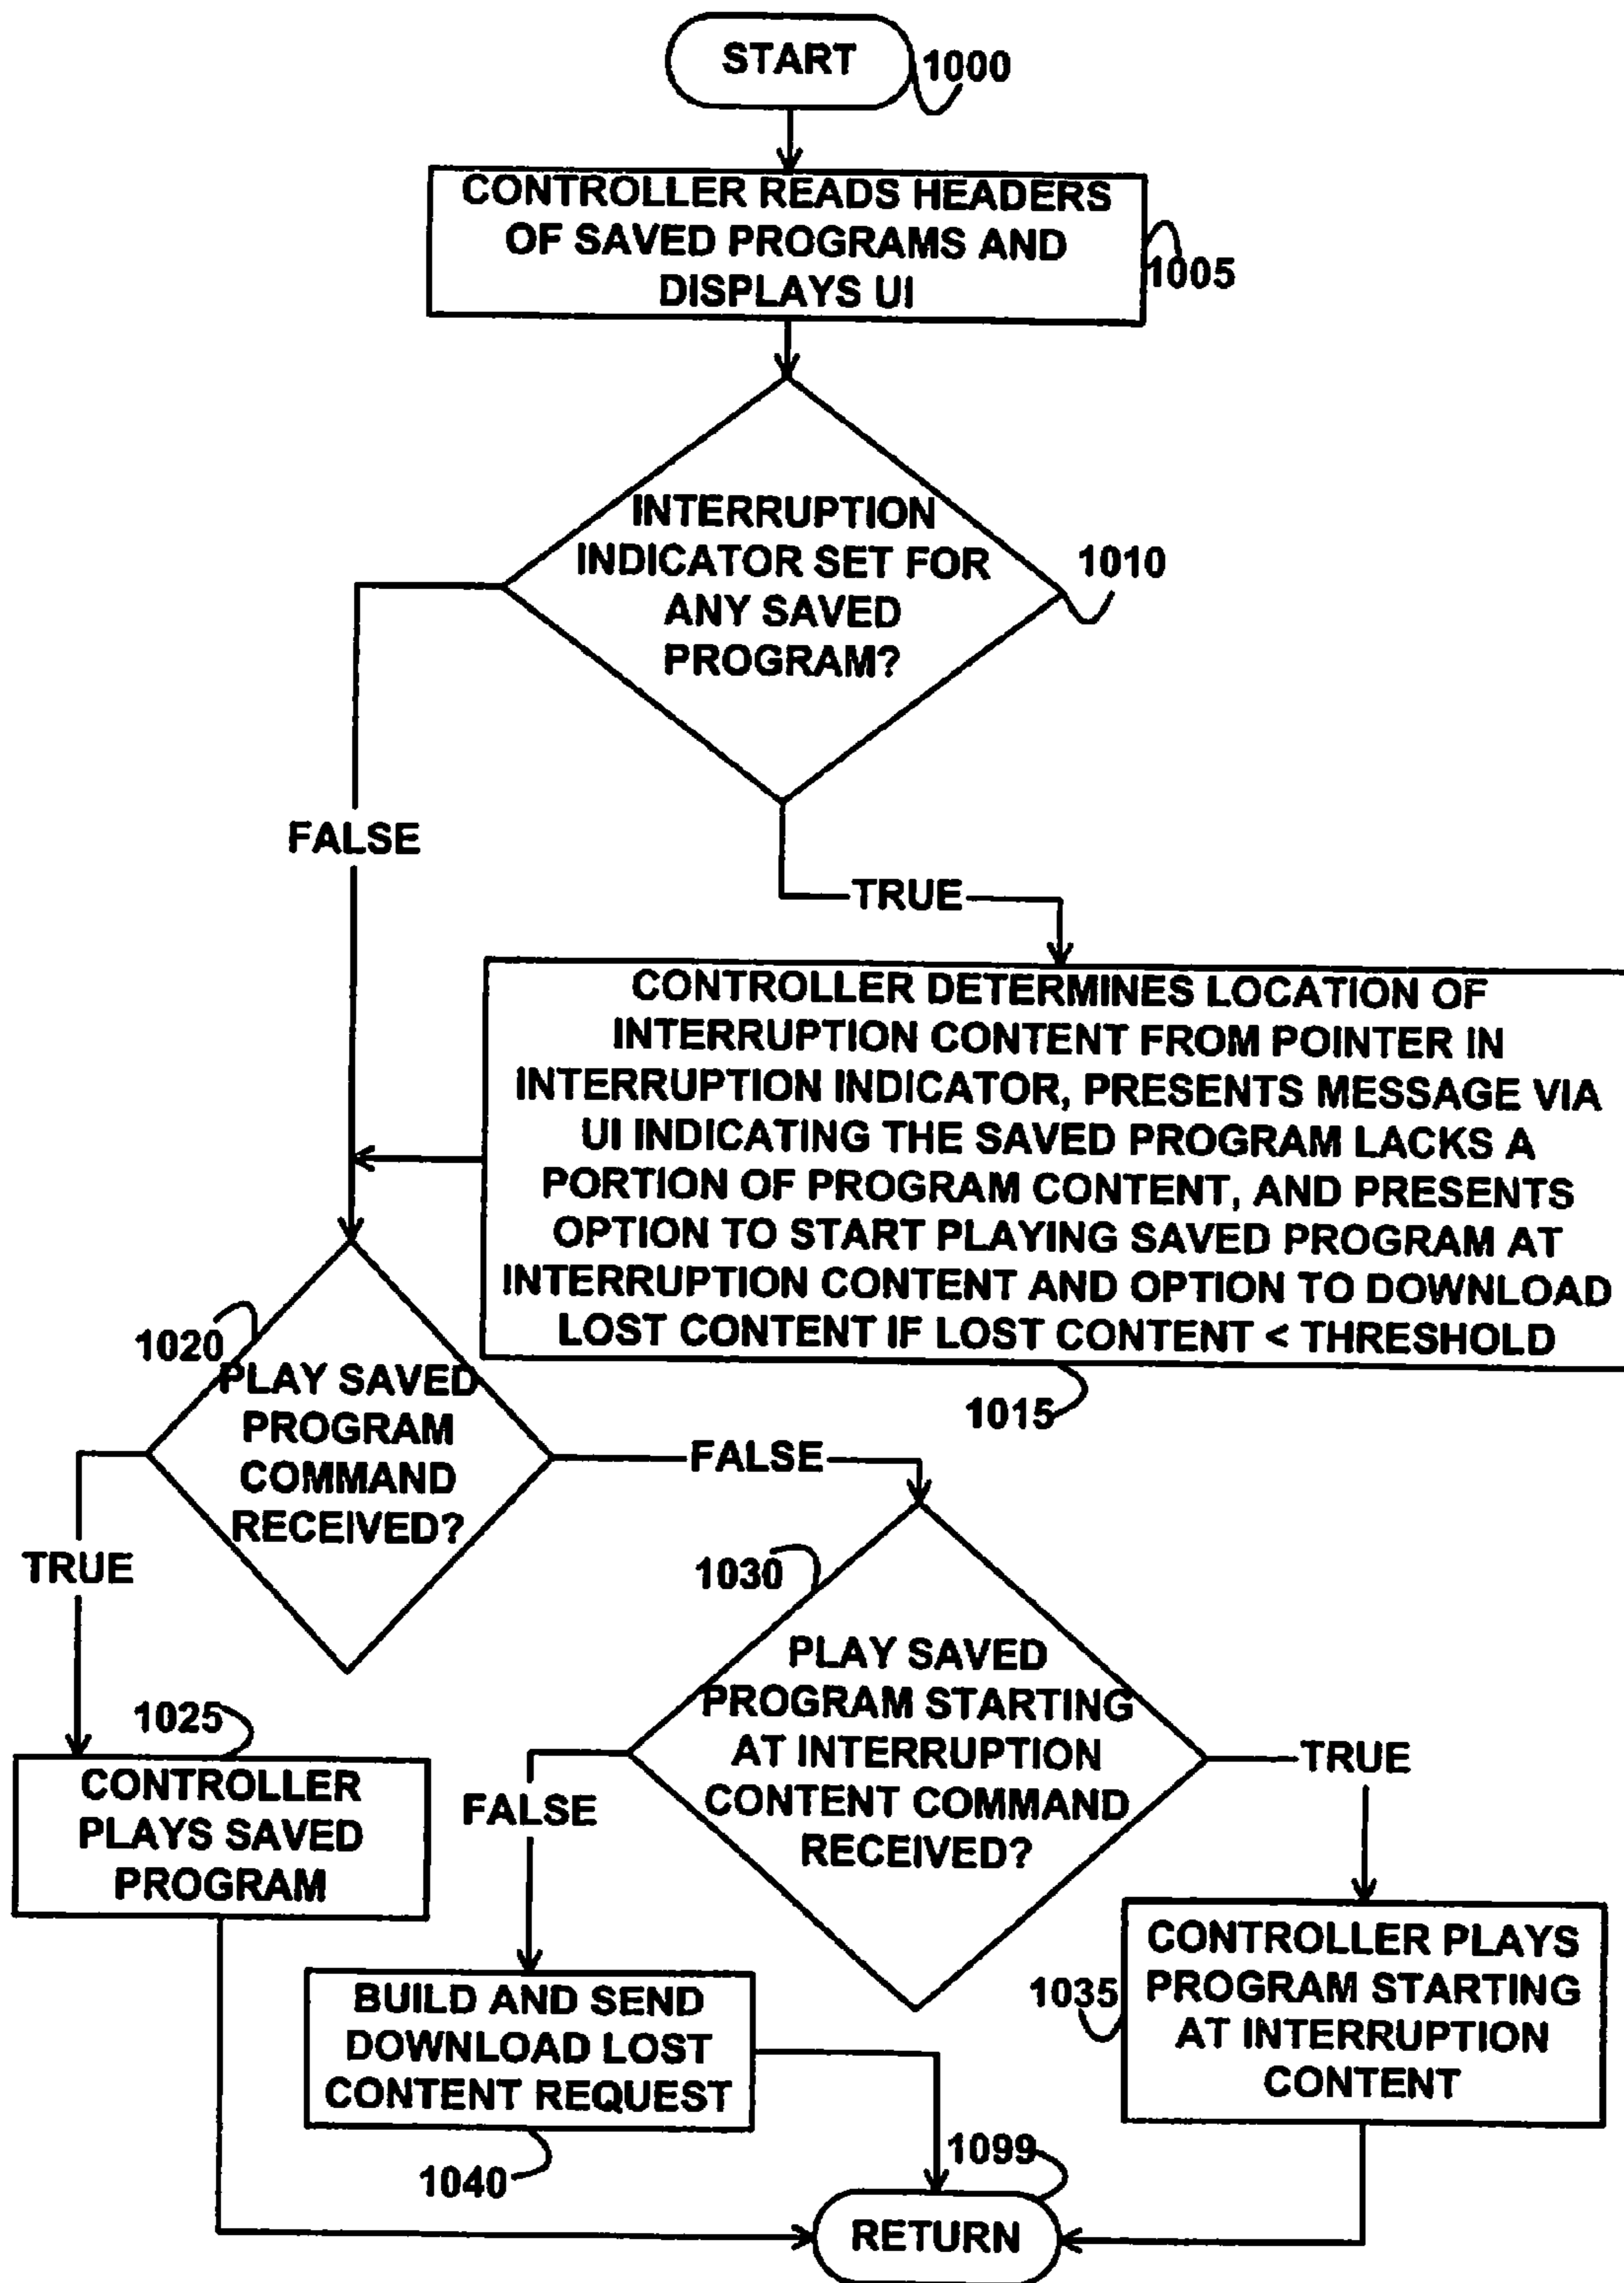 START
1000
CONTROLLER READS HEADERS
OF SAVED PROGRAMS AND
DISPLAYS UI
1005
INTERRUPTION
INDICATOR SET FOR
ANY SAVED
PROGRAM?
1010
FALSE
TRUE
CONTROLLER DETERMINES LOCATION OF
INTERRUPTION CONTENT FROM POINTER IN
INTERRUPTION INDICATOR, PRESENTS MESSAGE VIA
UI INDICATING THE SAVED PROGRAM LACKS A
PORTION OF PROGRAM CONTENT, AND PRESENTS
OPTION TO START PLAYING SAVED PROGRAM AT
INTERRUPTION CONTENT AND OPTION TO DOWNLOAD
LOST CONTENT IF LOST CONTENT < THRESHOLD
1015
1020
PLAY SAVED
PROGRAM
COMMAND
RECEIVED?
FALSE
TRUE
1030
PLAY SAVED
PROGRAM STARTING
AT INTERRUPTION
CONTENT COMMAND
RECEIVED?
1025
CONTROLLER
PLAYS SAVED
PROGRAM
FALSE
TRUE
BUILD AND SEND
DOWNLOAD LOST
CONTENT REQUEST
1040
1035
CONTROLLER PLAYS
PROGRAM STARTING
AT INTERRUPTION
CONTENT
1099
RETURN